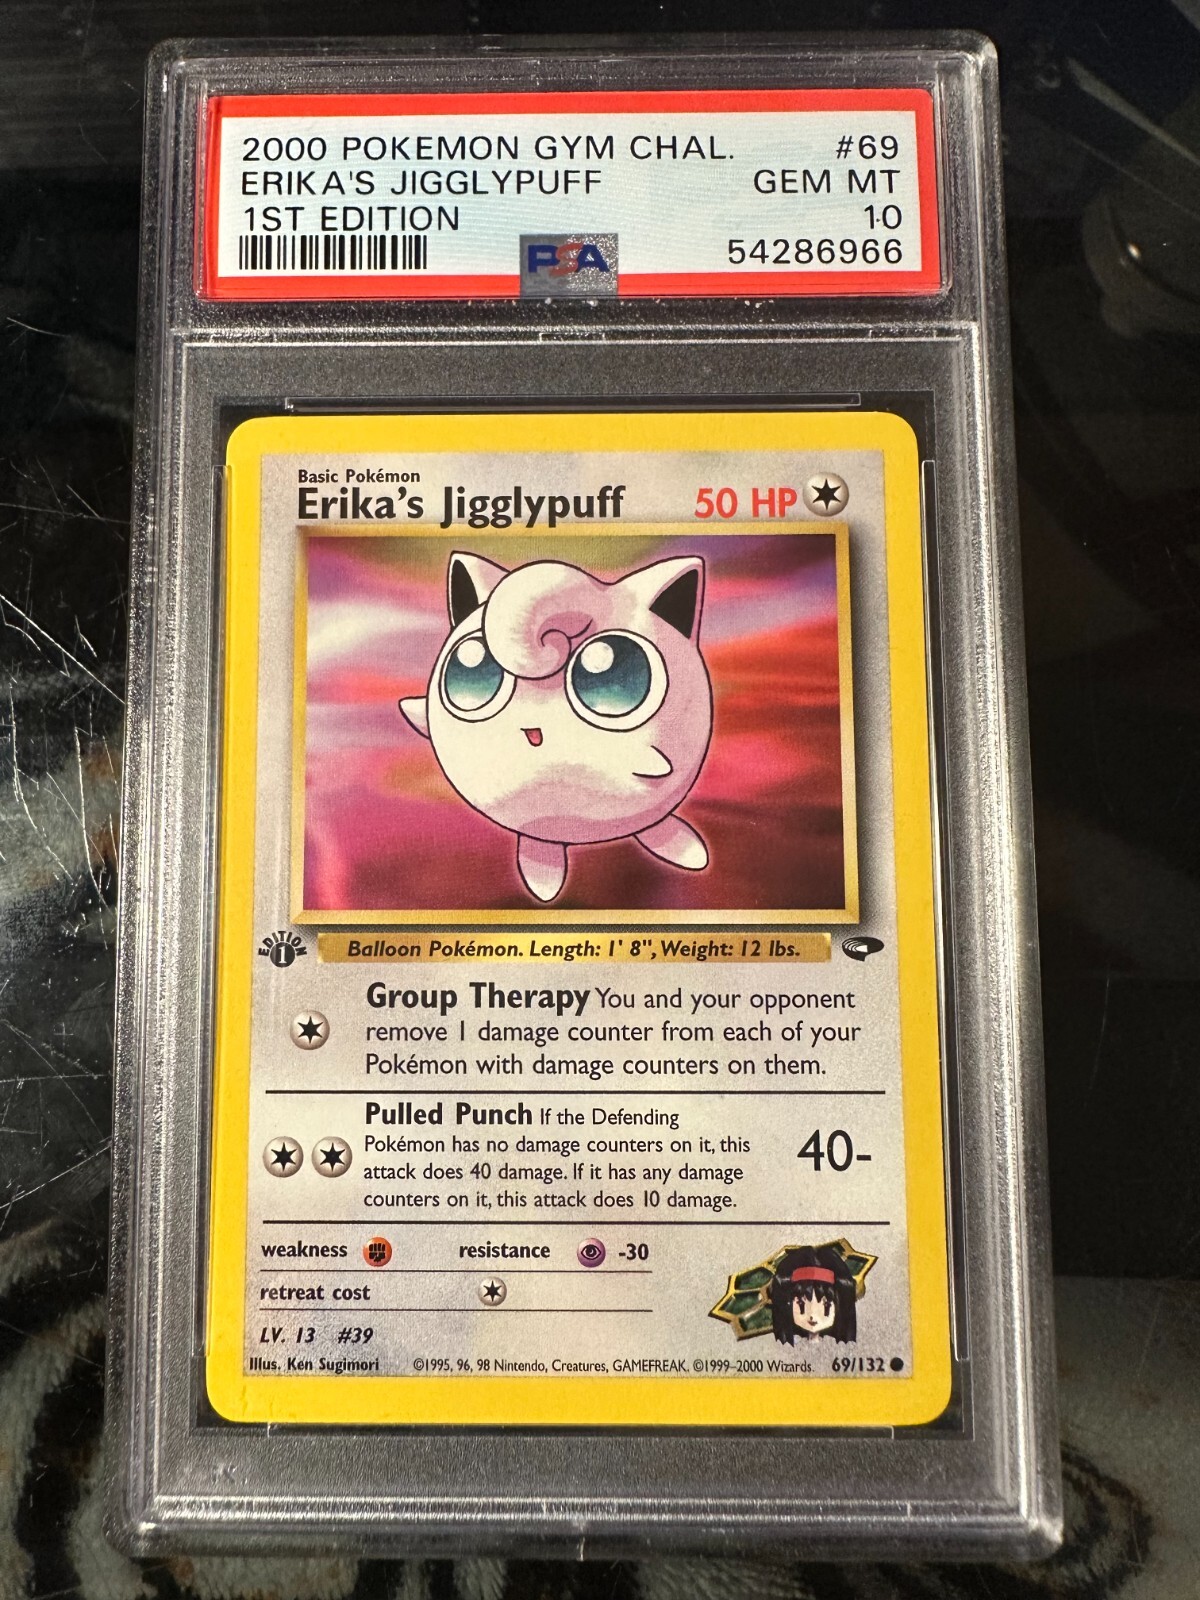 2000 POKEMON GYM CHAL. #69
ERIKA'S JIGGLYPUFF GEM MT
1ST EDITION 10
PSA 54286966
Basic Pokémon
Erika's Jigglypuff 50 HP
EDITION
1
Balloon Pokémon. Length: 1' 8", Weight: 12 lbs.
Group Therapy You and your opponent
remove 1 damage counter from each of your
Pokémon with damage counters on them.
Pulled Punch If the Defending
Pokémon has no damage counters on it, this
attack does 40 damage. If it has any damage
counters on it, this attack does 10 damage.
40-
weakness resistance -30
retreat cost
LV. 13 #39
Illus. Ken Sugimori ©1995, 96, 98 Nintendo, Creatures, GAMEFREAK. ©1999-2000 Wizards. 69/132